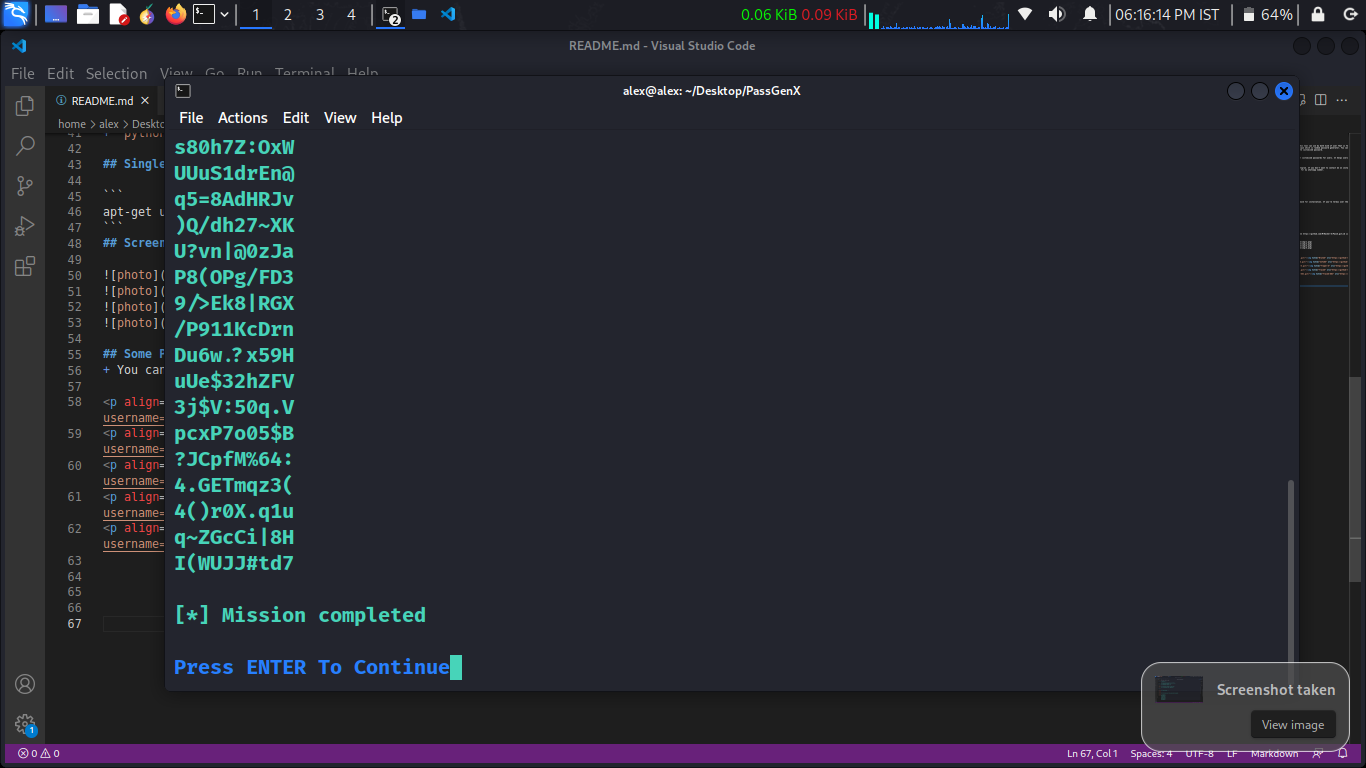 1 2 3 4 2 0.06 KiB 0.09 KiB 06:16:14 PM IST 64%
README.md - Visual Studio Code
File Edit Selection View Go Run Terminal Help
README.md
home > alex > Deskto
alex@alex: ~/Desktop/PassGenX
File Actions Edit View Help
41 + python
42
43 ## Single
44
45 ```
46 apt-get u
47 ```
48 ## Screen
49
50 ![photo](
51 ![photo](
52 ![photo](
53 ![photo](
54
55 ## Some P
56 + You can
57
58 <p align=
username=
59 <p align=
username=
60 <p align=
username=
61 <p align=
username=
62 <p align=
username=
63
64
65
66
67
s80h7Z:OxW
UUuS1drEn@
q5=8AdHRJv
)Q/dh27~XK
U?vn|@0zJa
P8(OPg/FD3
9/>Ek8|RGX
/P911KcDrn
Du6w.?x59H
uUe$32hZFV
3j$V:50q.V
pcxP7o05$B
?JCpfM%64:
4.GETmqz3(
4()r0X.q1u
q~ZGcCi|8H
I(WUJJ#td7
[*] Mission completed
Press ENTER To Continue
Screenshot taken
View image
1
0 0 Ln 67, Col 1 Spaces: 4 UTF-8 LF Markdown